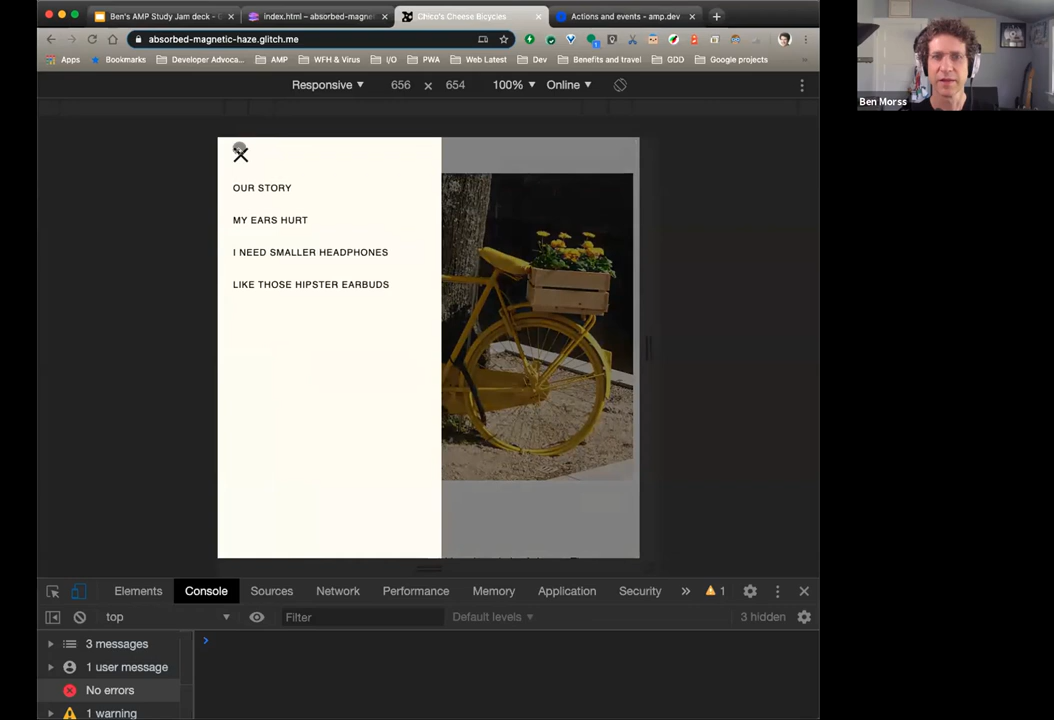 Ben's AMP Study Jam deck - G
index.html – absorbed-magne
Chico's Cheese Bicycles
Actions and events - amp.dev
absorbed-magnetic-haze.glitch.me
Apps
Bookmarks
Developer Advoca...
AMP
WFH & Virus
I/O
PWA
Web Latest
Dev
Benefits and travel
GDD
Google projects
Ben Morss
Responsive
656 × 654
100%
Online
OUR STORY
MY EARS HURT
I NEED SMALLER HEADPHONES
LIKE THOSE HIPSTER EARBUDS
Elements
Console
Sources
Network
Performance
Memory
Application
Security
»
1
top
Filter
Default levels
3 hidden
3 messages
1 user message
No errors
1 warning